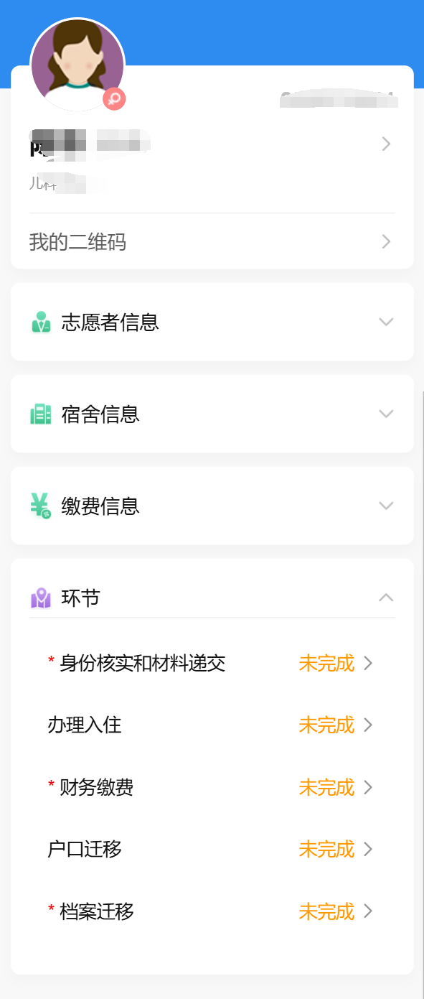 我的二维码
志愿者信息
宿舍信息
缴费信息
环节
* 身份核实和材料递交 未完成
办理入住 未完成
* 财务缴费 未完成
户口迁移 未完成
* 档案迁移 未完成